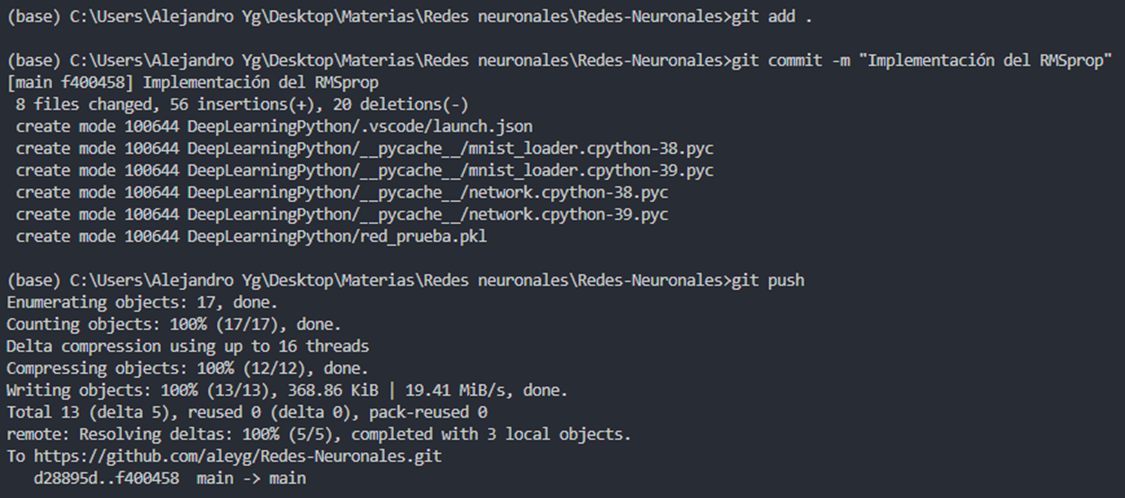 (base) C:\Users\Alejandro Yg\Desktop\Materias\Redes neuronales\Redes-Neuronales>git add .
(base) C:\Users\Alejandro Yg\Desktop\Materias\Redes neuronales\Redes-Neuronales>git commit -m "Implementación del RMSprop"
[main f400458] Implementación del RMSprop
8 files changed, 56 insertions(+), 20 deletions(-)
create mode 100644 DeepLearningPython/.vscode/launch.json
create mode 100644 DeepLearningPython/__pycache__/mnist_loader.cpython-38.pyc
create mode 100644 DeepLearningPython/__pycache__/mnist_loader.cpython-39.pyc
create mode 100644 DeepLearningPython/__pycache__/network.cpython-38.pyc
create mode 100644 DeepLearningPython/__pycache__/network.cpython-39.pyc
create mode 100644 DeepLearningPython/red_prueba.pkl
(base) C:\Users\Alejandro Yg\Desktop\Materias\Redes neuronales\Redes-Neuronales>git push
Enumerating objects: 17, done.
Counting objects: 100% (17/17), done.
Delta compression using up to 16 threads
Compressing objects: 100% (12/12), done.
Writing objects: 100% (13/13), 368.86 KiB | 19.41 MiB/s, done.
Total 13 (delta 5), reused 0 (delta 0), pack-reused 0
remote: Resolving deltas: 100% (5/5), completed with 3 local objects.
To https://github.com/aleyg/Redes-Neuronales.git
d28895d..f400458  main -> main